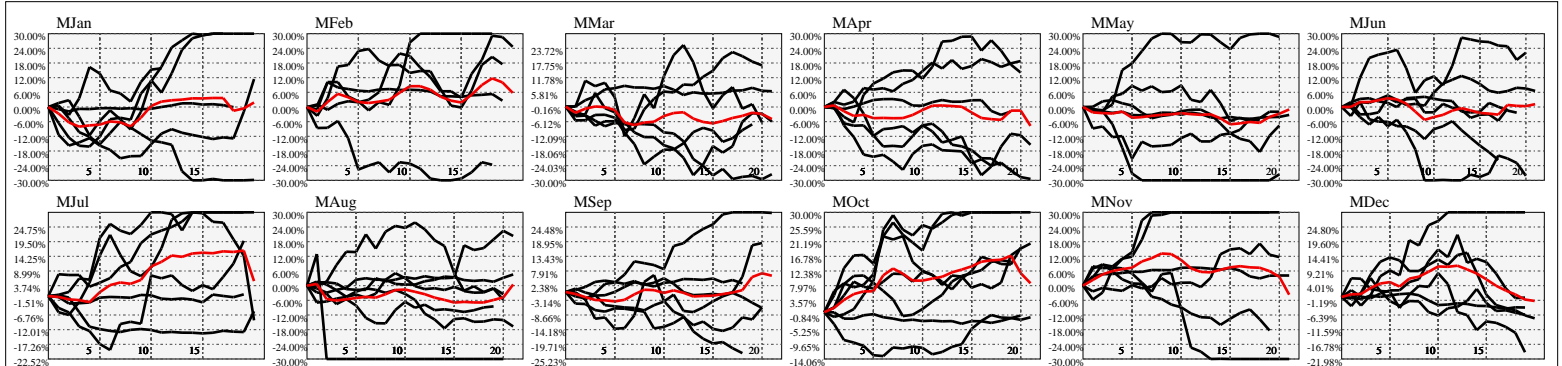 MJan MFeb MMar MApr MMay MJun
30.00% 30.00% 30.00% 30.00% 30.00%
24.00% 24.00% 23.72% 24.00% 24.00% 24.00%
18.00% 18.00% 17.75% 18.00% 18.00% 18.00%
12.00% 12.00% 11.78% 12.00% 12.00% 12.00%
6.00% 6.00% 5.81% 6.00% 6.00% 6.00%
0.00% 0.00% -0.16% 0.00% 0.00% 0.00%
-6.00% -6.00% -6.12% -6.00% -6.00% -6.00%
-12.00% -12.00% -12.09% -12.00% -12.00% -12.00%
-18.00% -18.00% -18.06% -18.00% -18.00% -18.00%
-24.00% -24.00% -24.03% -24.00% -24.00% -24.00%
5 10 15 5 10 15 5 10 15 20 5 10 15 5 10 15 20 5 10 15 20
-30.00% -30.00% -30.00% -30.00% -30.00% -30.00%
MJul MAug MSep MOct MNov MDec
30.00% 30.00% 30.00%
24.75% 24.00% 24.48% 25.59% 24.00% 24.80%
19.50% 18.00% 18.95% 21.19% 18.00% 19.61%
14.25% 12.00% 13.43% 16.78% 12.00% 14.41%
8.99% 6.00% 7.91% 12.38% 6.00% 9.21%
3.74% 0.00% 2.38% 7.97% 0.00% 4.01%
-1.51% -6.00% -3.14% 3.57% -6.00% -1.19%
-6.76% -12.00% -8.66% -0.84% -12.00% -6.39%
-12.01% -18.00% -14.18% -5.25% -18.00% -11.59%
-17.26% -24.00% -19.71% -9.65% -24.00% -16.78%
5 10 15 5 10 15 20 5 10 15 20 5 10 15 20 5 10 15 20 5 10 15
-22.52% -30.00% -25.23% -14.06% -30.00% -21.98%